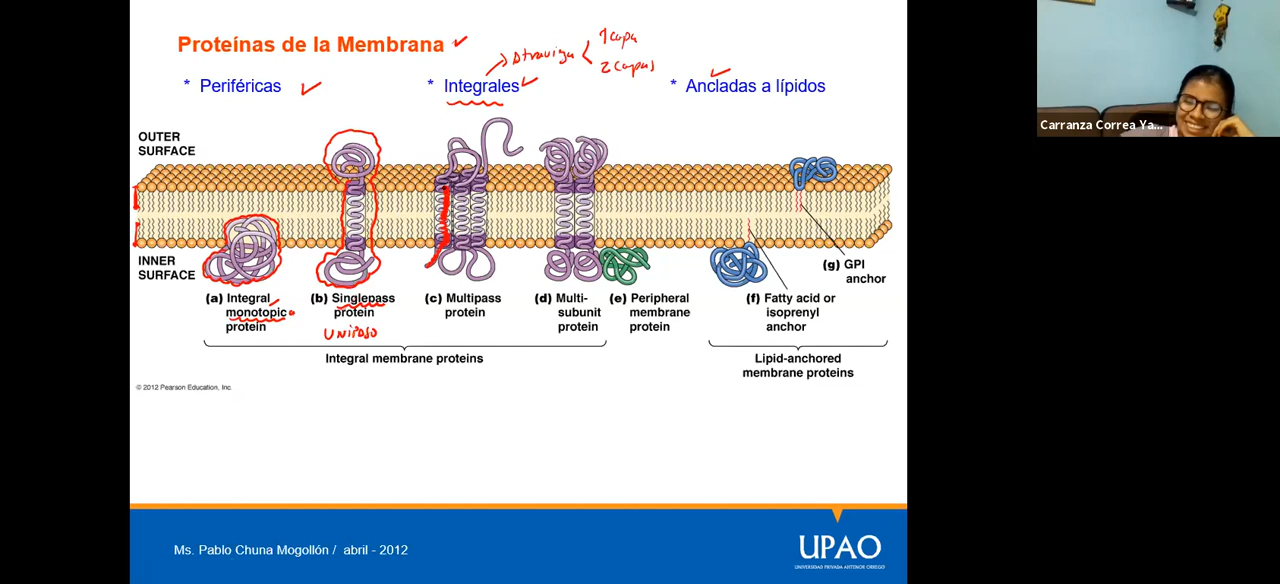 Proteínas de la Membrana
Atraviesa
1 capa
2 capas
* Periféricas
* Integrales
* Ancladas a lípidos
Carranza Correa Ya...
OUTER
SURFACE
INNER
SURFACE
(a) Integral
monotopic
protein
(b) Singlepass
protein
UNIPASO
(c) Multipass
protein
(d) Multi-
subunit
protein
(e) Peripheral
membrane
protein
(f) Fatty acid or
isoprenyl
anchor
(g) GPI
anchor
Integral membrane proteins
Lipid-anchored
membrane proteins
© 2012 Pearson Education, Inc.
Ms. Pablo Chuna Mogollón / abril - 2012
UPAO
UNIVERSIDAD PRIVADA ANTENOR ORREGO